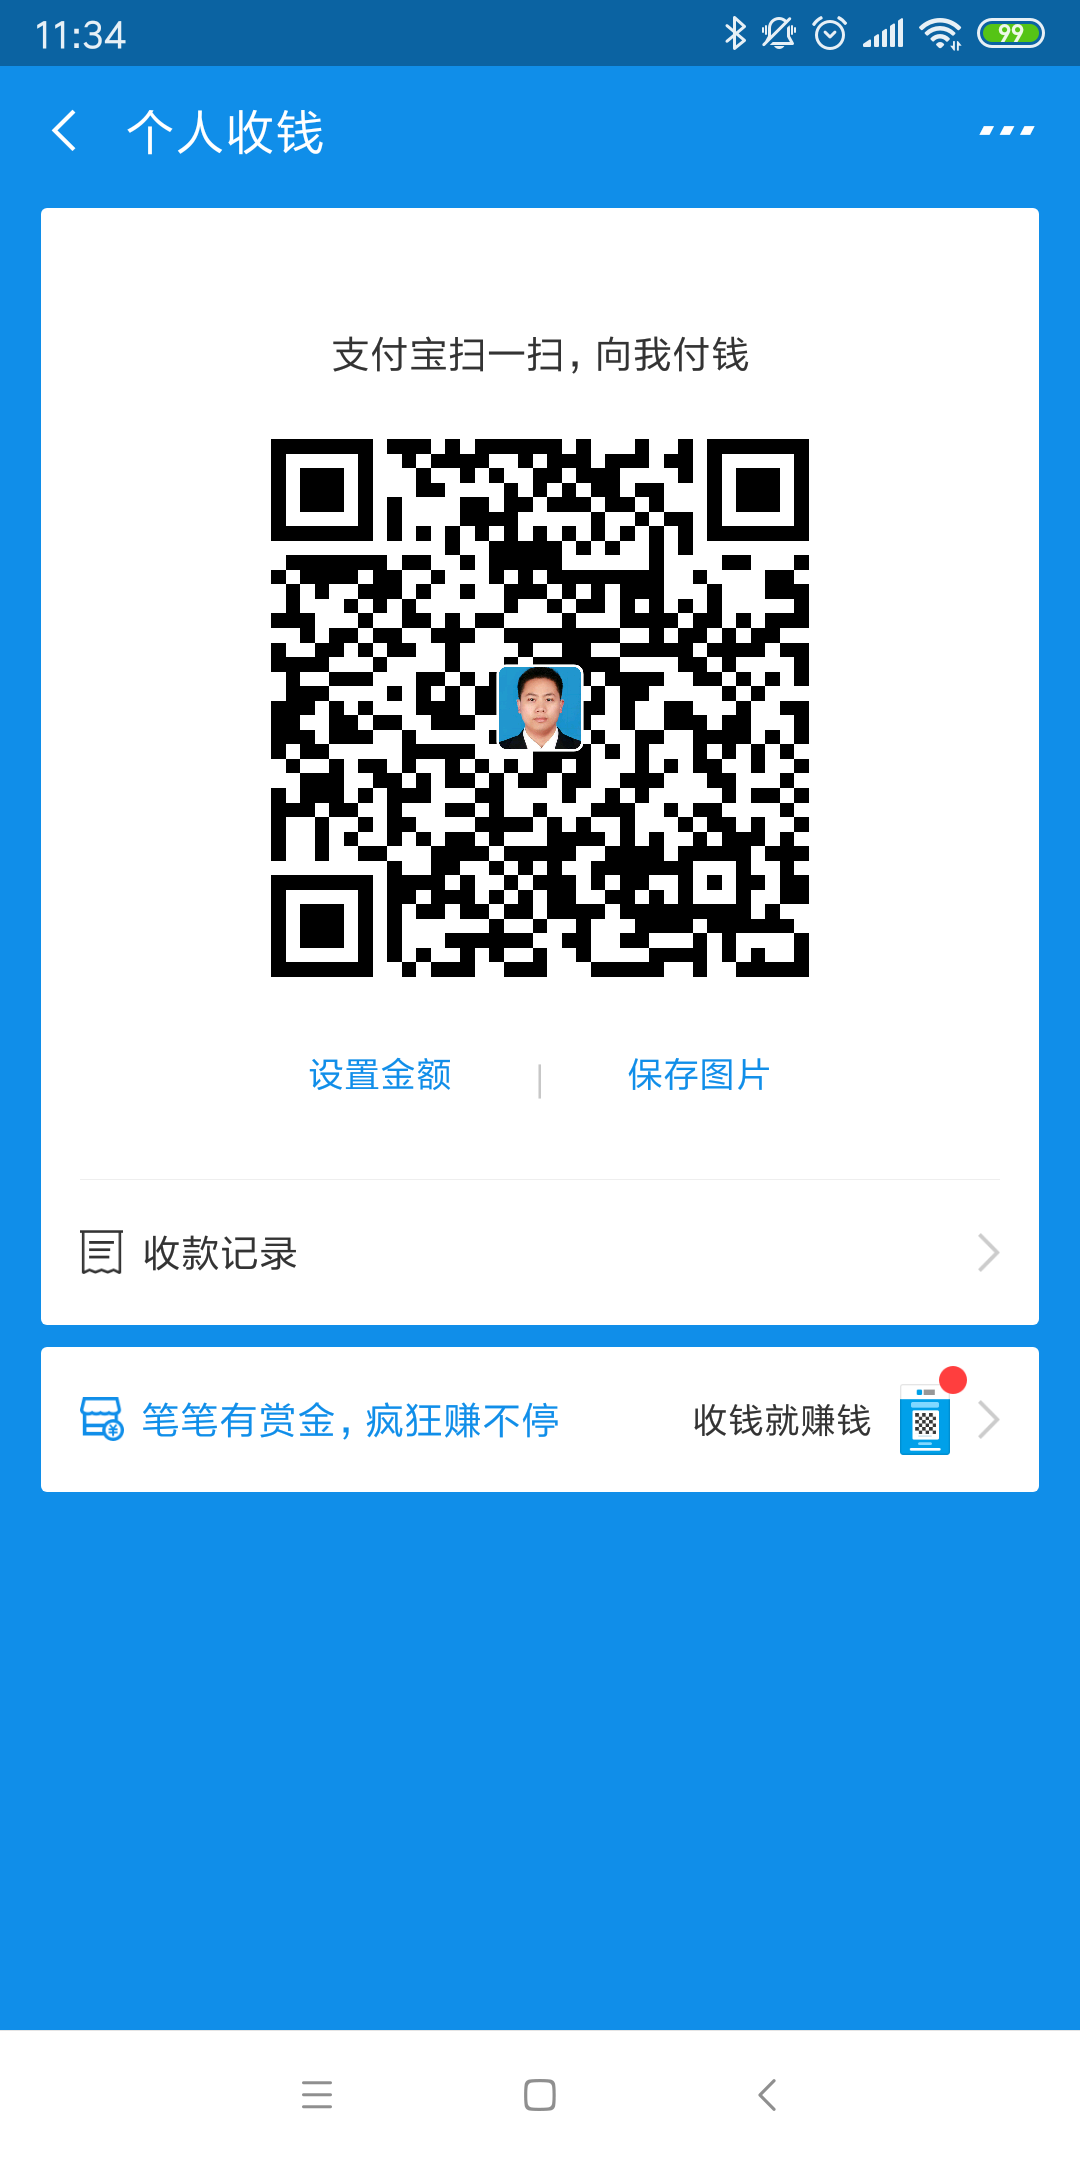 11:34
99
个人收钱
支付宝扫一扫，向我付钱
设置金额 | 保存图片
收款记录
笔笔有赏金，疯狂赚不停 收钱就赚钱